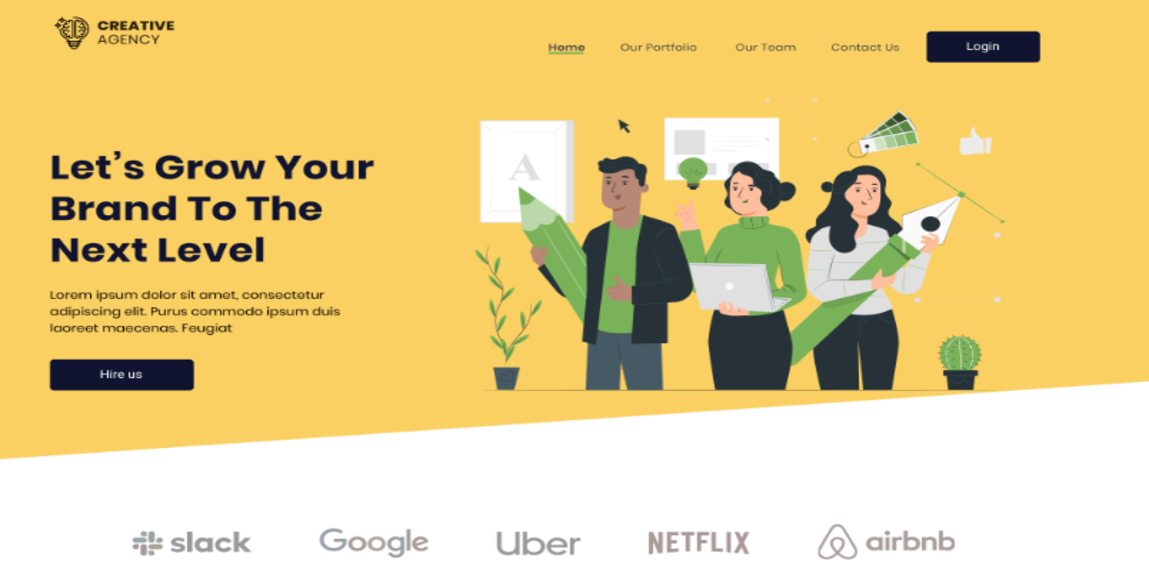 CREATIVE
AGENCY
Home Our Portfolio Our Team Contact Us Login
Let’s Grow Your
Brand To The
Next Level
A
Lorem ipsum dolor sit amet, consectetur
adipiscing elit. Purus commodo ipsum duis
laoreet maecenas. Feugiat
Hire us
slack Google Uber NETFLIX airbnb